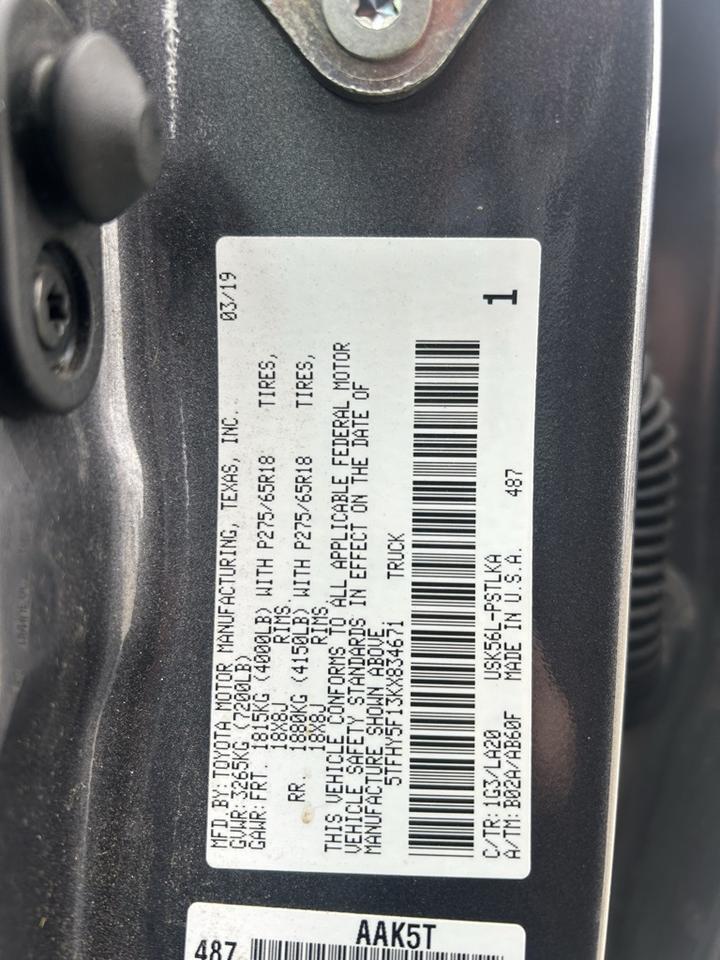 MFD.BY:TOYOTA MOTOR MANUFACTURING, TEXAS, INC. 03/19
GVWR:3265KG (7200LB)
GAWR:FRT. 1815KG (4000LB) WITH P275/65R18 TIRES,
18X8J RIMS.
RR. 1880KG (4150LB) WITH P275/65R18 TIRES,
18X8J RIMS.
THIS VEHICLE CONFORMS TO ALL APPLICABLE FEDERAL MOTOR
VEHICLE SAFETY STANDARDS IN EFFECT ON THE DATE OF
MANUFACTURE SHOWN ABOVE
5TFHY5F13KX834671 TRUCK
1
C/TR:1G3/LA20 USK56L-PSTLKA 487
A/TM:B02A/AB60F MADE IN U.S.A.
AAK5T
487